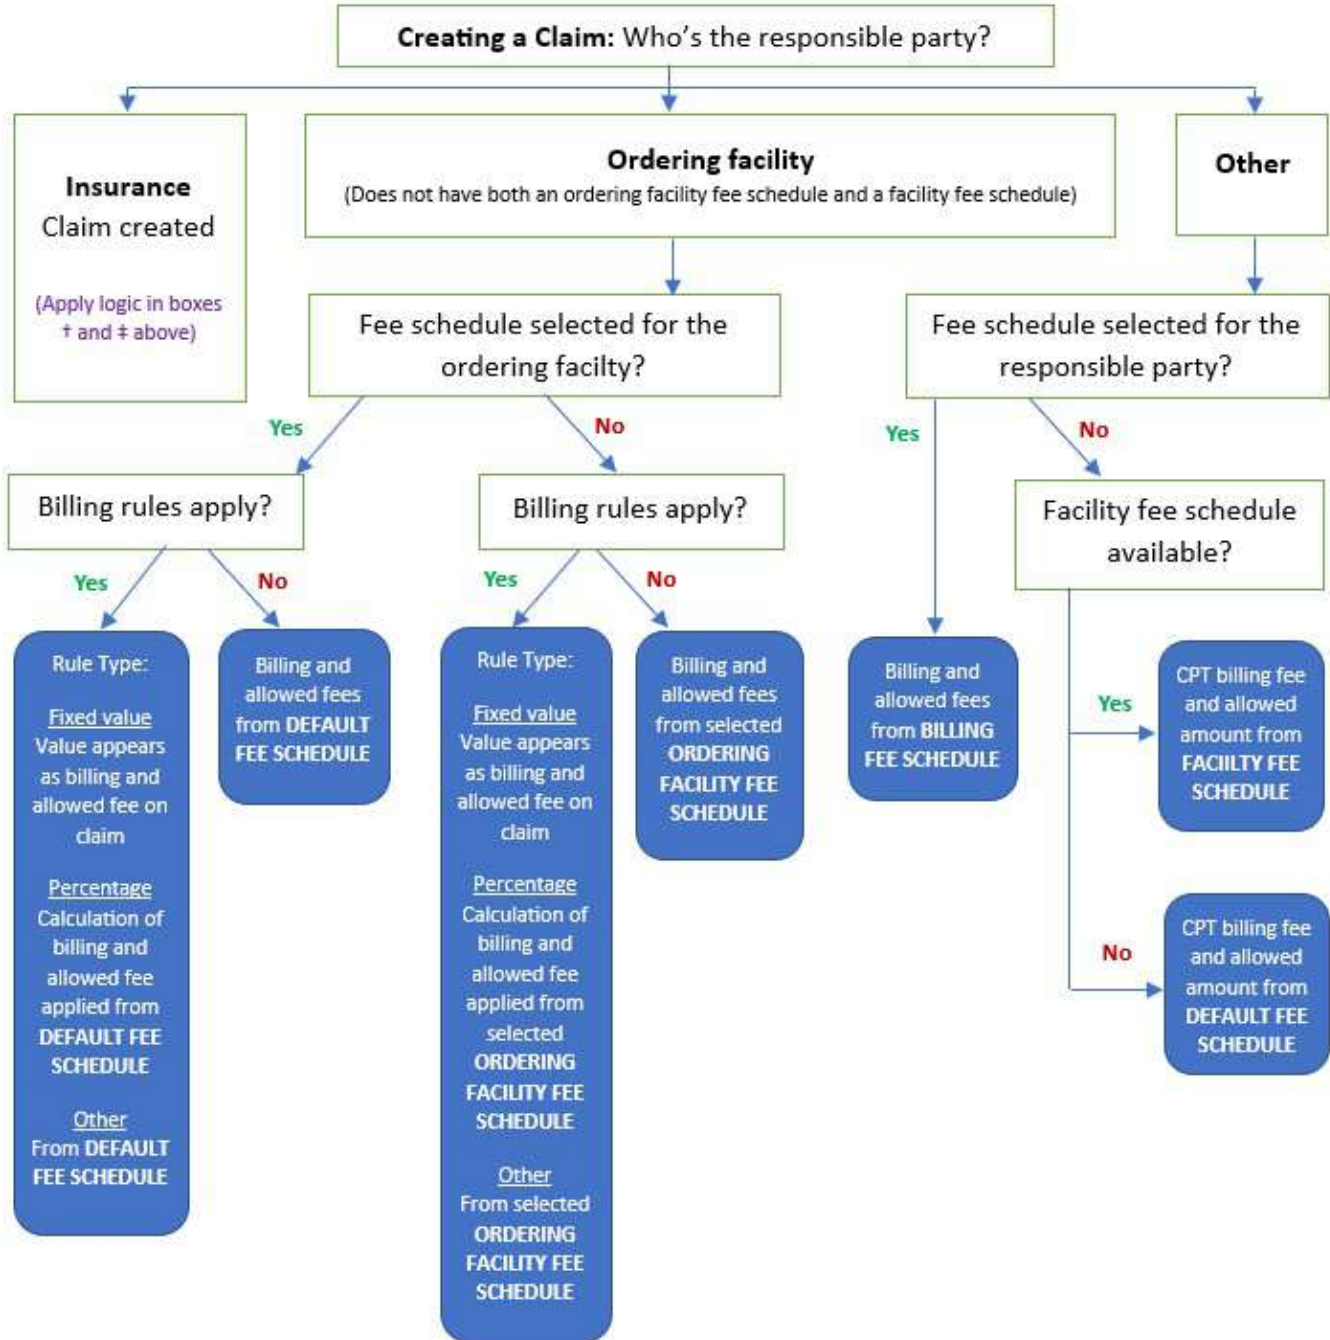 Creating a Claim: Who's the responsible party?
Insurance
Claim created
(Apply logic in boxes
† and ‡ above)
Ordering facility
(Does not have both an ordering facility fee schedule and a facility fee schedule)
Other
Fee schedule selected for the
ordering facilty?
Fee schedule selected for the
responsible party?
Yes
No
Yes
No
Billing rules apply?
Billing rules apply?
Facility fee schedule
available?
Yes
No
Yes
No
Rule Type:
Fixed value
Value appears
as billing and
allowed fee on
claim
Percentage
Calculation of
billing and
allowed fee
applied from
DEFAULT FEE
SCHEDULE
Other
From DEFAULT
FEE SCHEDULE
Billing and
allowed fees
from DEFAULT
FEE SCHEDULE
Rule Type:
Fixed value
Value appears
as billing and
allowed fee on
claim
Percentage
Calculation of
billing and
allowed fee
applied from
selected
ORDERING
FACILITY FEE
SCHEDULE
Other
From selected
ORDERING
FACILITY FEE
SCHEDULE
Billing and
allowed fees
from selected
ORDERING
FACILITY FEE
SCHEDULE
Billing and
allowed fees
from BILLING
FEE SCHEDULE
Yes
CPT billing fee
and allowed
amount from
FACIILTY FEE
SCHEDULE
No
CPT billing fee
and allowed
amount from
DEFAULT FEE
SCHEDULE